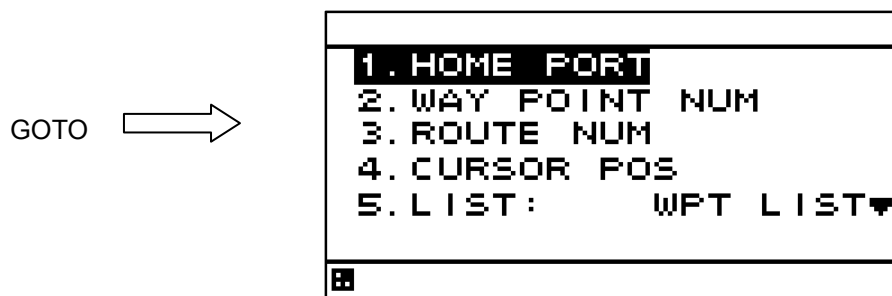 GOTO
1.HOME PORT
2.WAY POINT NUM
3.ROUTE NUM
4.CURSOR POS
5.LIST: WPT LIST▼